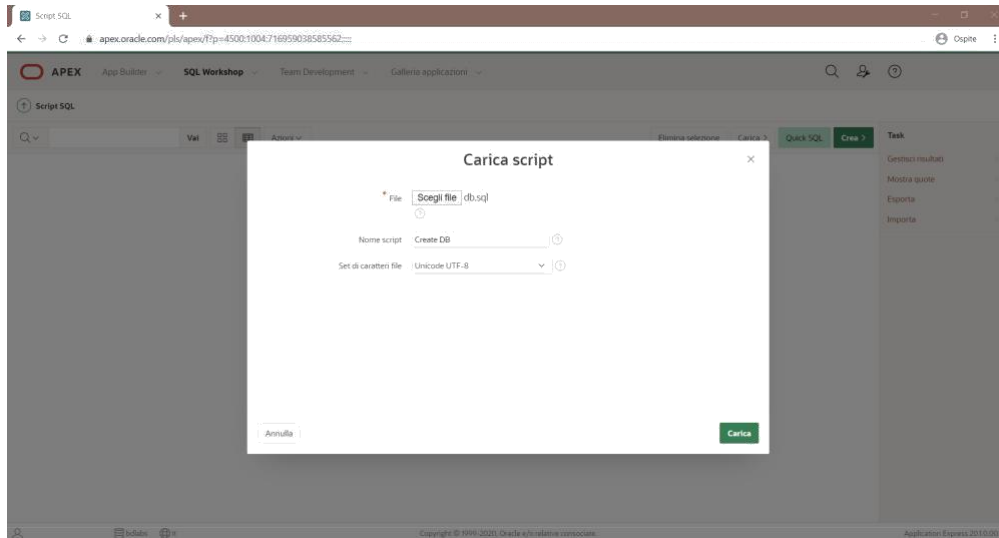 Script SQL
apex.oracle.com/pls/apex/f?p=4500:1004:716959038585562:::::
Ospite
APEX App Builder SQL Workshop Team Development Galleria applicazioni
Script SQL
Vai Azioni Elimina selezione Carica > Quick SQL Crea > Task
Carica script
Gestisci risultati
Mostra quote
* File Scegli file db.sql
Esporta
Importa
Nome script Create DB
Set di caratteri file Unicode UTF-8
Annulla Carica
Copyright © 1999-2020, Oracle e/o relative consociate. Application Express